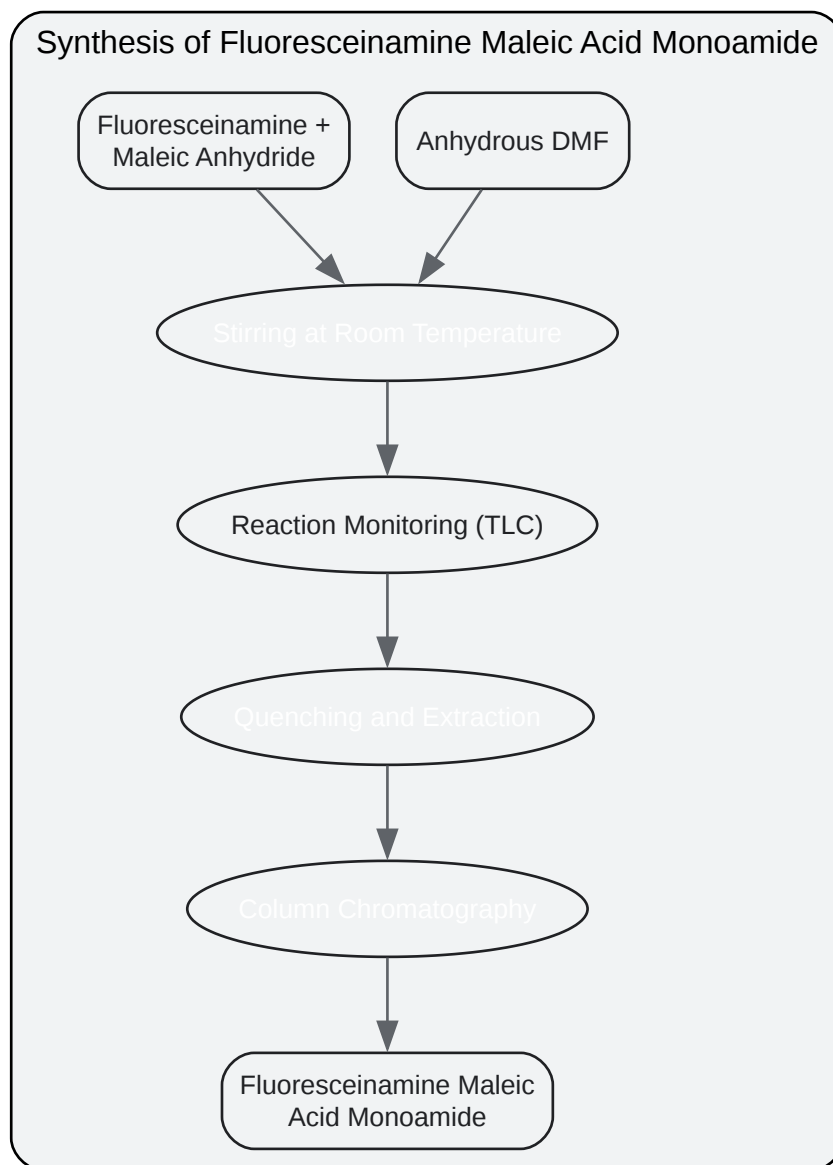 Synthesis of Fluoresceinamine Maleic Acid Monoamide
Fluoresceinamine +
Maleic Anhydride
Anhydrous DMF
Stirring at Room Temperature
Reaction Monitoring (TLC)
Quenching and Extraction
Column Chromatography
Fluoresceinamine Maleic
Acid Monoamide